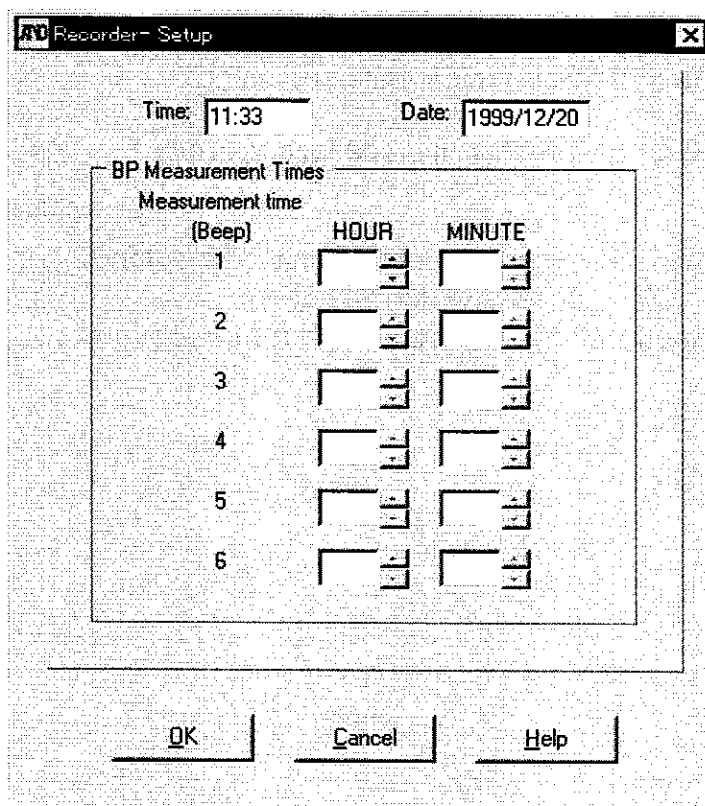 AND Recorder- Setup
Time: 11:33 Date: 1999/12/20
BP Measurement Times
Measurement time
(Beep) HOUR MINUTE
1
2
3
4
5
6
OK Cancel Help